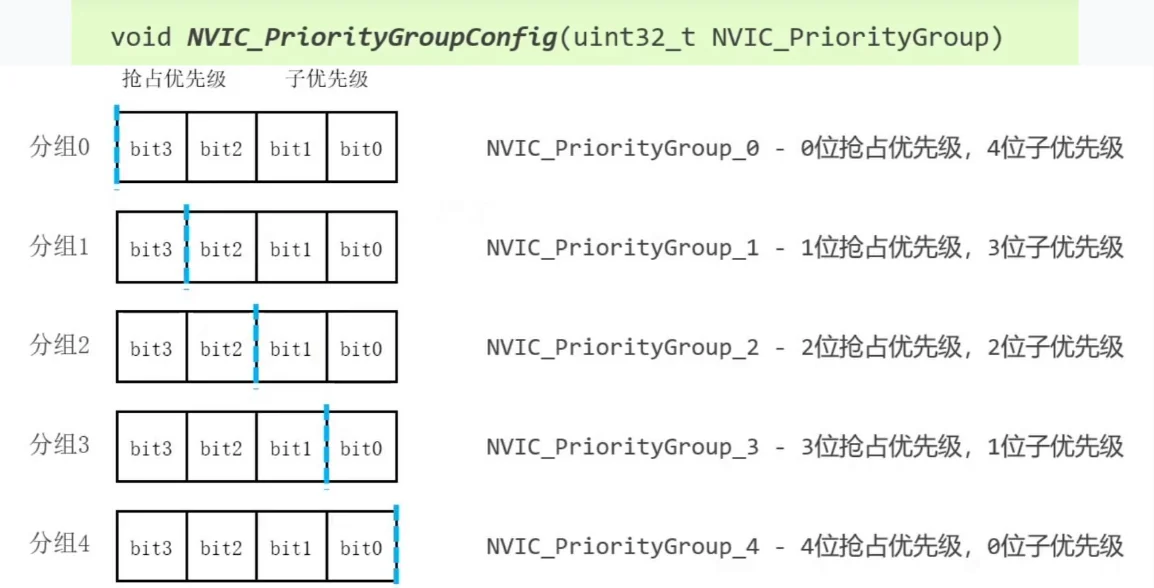 void NVIC_PriorityGroupConfig(uint32_t NVIC_PriorityGroup)
抢占优先级 子优先级
分组0 bit3 bit2 bit1 bit0 NVIC_PriorityGroup_0 - 0位抢占优先级，4位子优先级
分组1 bit3 bit2 bit1 bit0 NVIC_PriorityGroup_1 - 1位抢占优先级，3位子优先级
分组2 bit3 bit2 bit1 bit0 NVIC_PriorityGroup_2 - 2位抢占优先级，2位子优先级
分组3 bit3 bit2 bit1 bit0 NVIC_PriorityGroup_3 - 3位抢占优先级，1位子优先级
分组4 bit3 bit2 bit1 bit0 NVIC_PriorityGroup_4 - 4位抢占优先级，0位子优先级